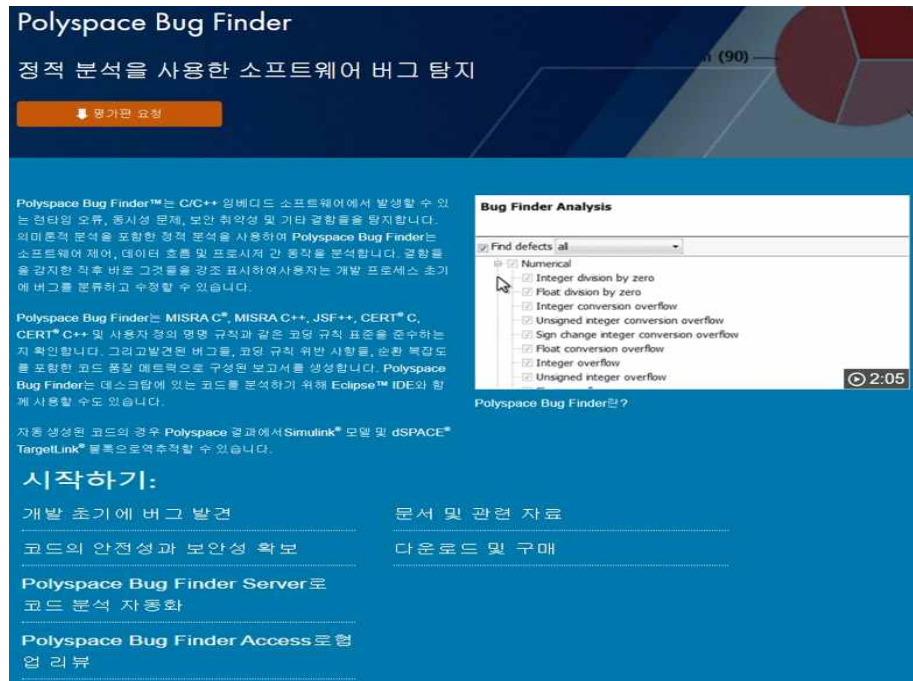 Polyspace Bug Finder
정적 분석을 사용한 소프트웨어 버그 탐지
(90)
평가판 요청
Polyspace Bug Finder™는 C/C++ 임베디드 소프트웨어에서 발생할 수 있
는 런타임 오류, 동시성 문제, 보안 취약성 및 기타 결함들을 탐지합니다.
의미론적 분석을 포함한 정적 분석을 사용하여 Polyspace Bug Finder는
소프트웨어 제어, 데이터 흐름 및 프로시저 간 동작을 분석합니다. 결함들
을 감지한 직후 바로 그것들을 강조 표시하여사용자는 개발 프로세스 초기
에 버그를 분류하고 수정할 수 있습니다.
Polyspace Bug Finder는 MISRA C®, MISRA C++, JSF++, CERT® C,
CERT® C++ 및 사용자 정의 명명 규칙과 같은 코딩 규칙 표준을 준수하는
지 확인합니다. 그리고발견된 버그들, 코딩 규칙 위반 사항들, 순환 복잡도
를 포함한 코드 품질 메트릭으로 구성된 보고서를 생성합니다. Polyspace
Bug Finder는 데스크탑에 있는 코드를 분석하기 위해 Eclipse™ IDE와 함
께 사용할 수도 있습니다.
자동 생성된 코드의 경우 Polyspace 결과에서Simulink® 모델 및 dSPACE®
TargetLink® 블록으로역추적할 수 있습니다.
Bug Finder Analysis
Find defects all
Numerical
Integer division by zero
Float division by zero
Integer conversion overflow
Unsigned integer conversion overflow
Sign change integer conversion overflow
Float conversion overflow
Integer overflow
Unsigned integer overflow
2:05
Polyspace Bug Finder란?
시작하기:
개발 초기에 버그 발견
코드의 안전성과 보안성 확보
Polyspace Bug Finder Server로
코드 분석 자동화
Polyspace Bug Finder Access로협
업 리뷰
문서 및 관련 자료
다운로드 및 구매